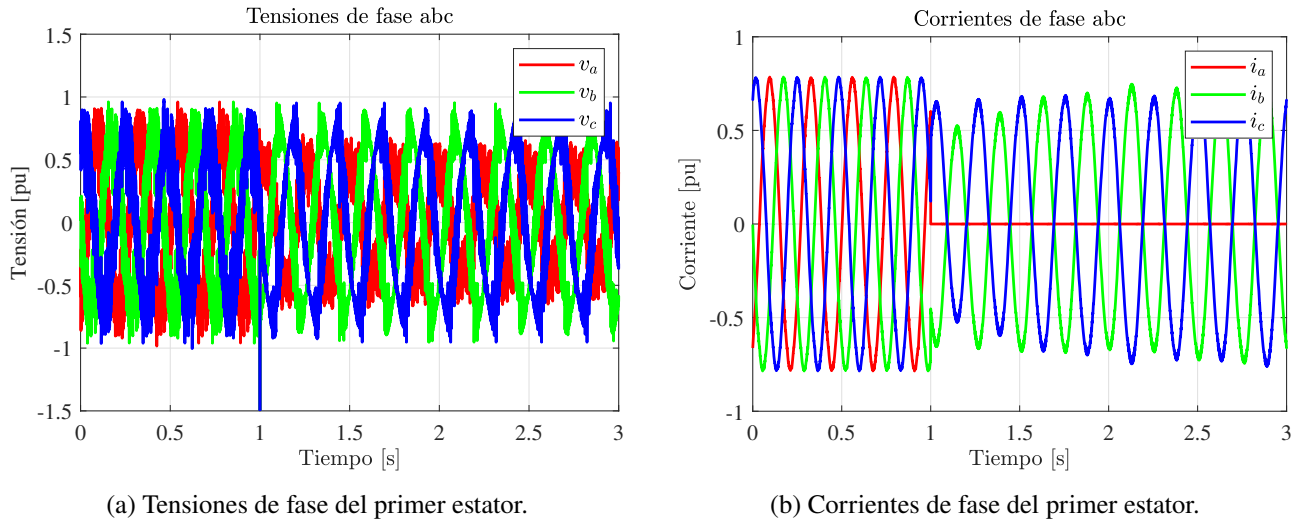 Tensiones de fase abc
1.5
1
0.5
0
-0.5
-1
-1.5
Tensión [pu]
v_a
v_b
v_c
0 0.5 1 1.5 2 2.5 3
Tiempo [s]
(a) Tensiones de fase del primer estator.
Corrientes de fase abc
1
0.5
0
-0.5
-1
Corriente [pu]
i_a
i_b
i_c
0 0.5 1 1.5 2 2.5 3
Tiempo [s]
(b) Corrientes de fase del primer estator.